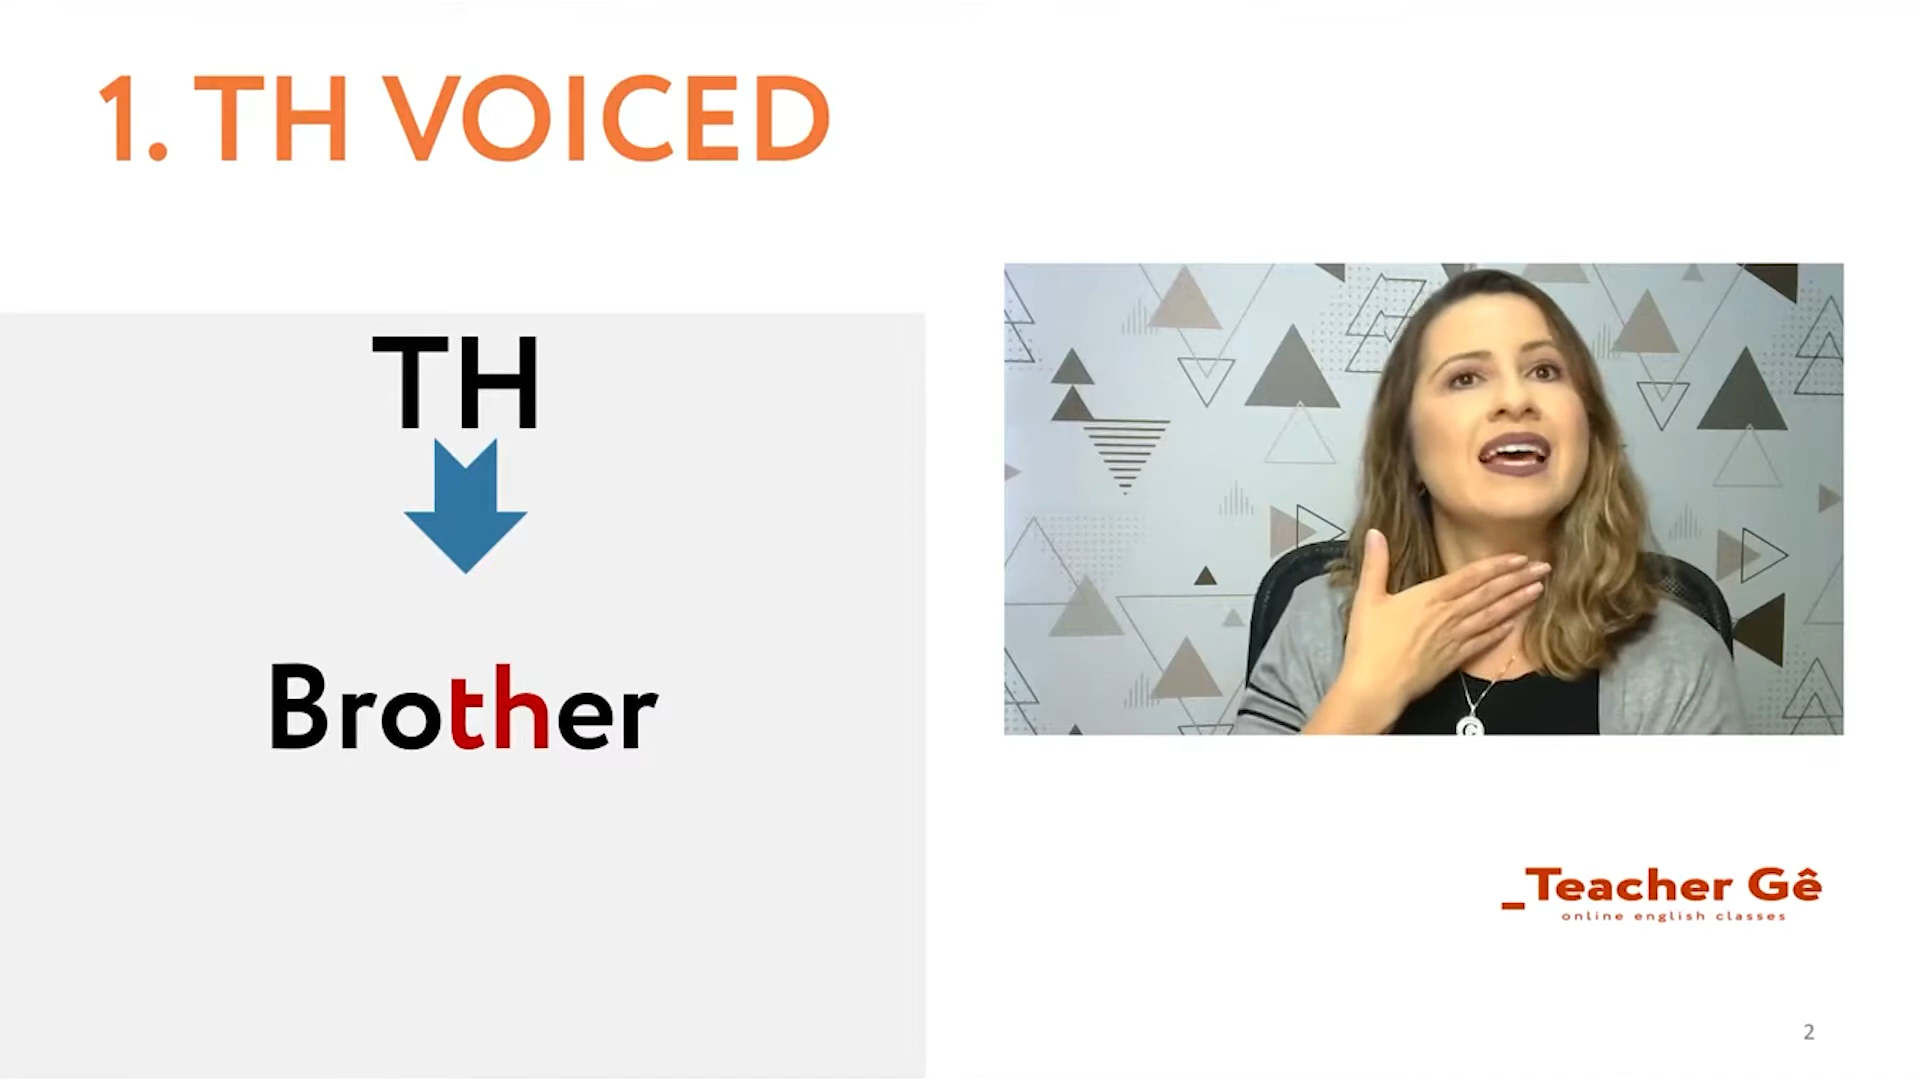 1. TH VOICED
TH
Brother
_Teacher Gê
online english classes
2